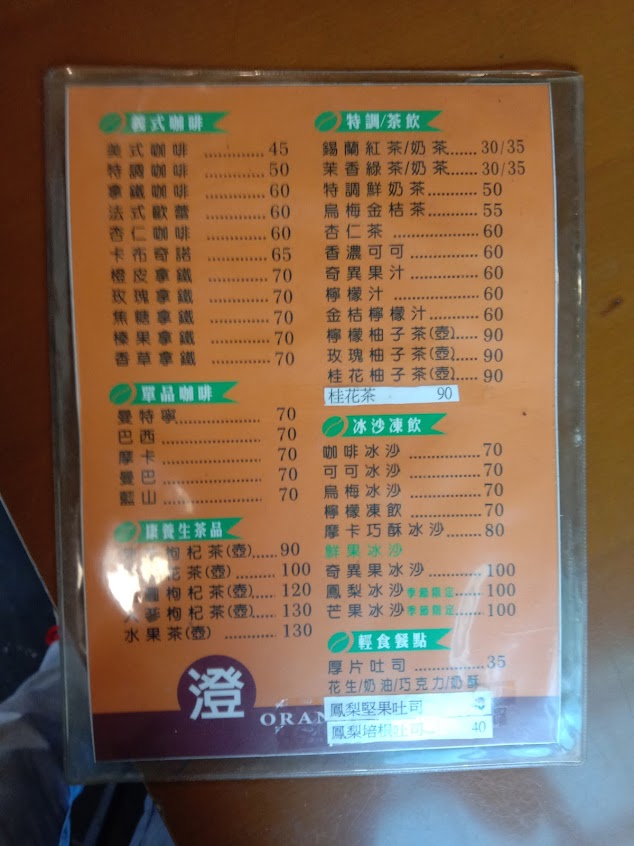 義式咖啡
美式咖啡 45
特調咖啡 50
拿鐵咖啡 60
法式歐蕾 60
杏仁咖啡 60
卡布奇諾 65
橙皮拿鐵 70
玫瑰拿鐵 70
焦糖拿鐵 70
榛果拿鐵 70
香草拿鐵 70
單品咖啡
曼特寧 70
巴西 70
摩卡 70
曼巴 70
藍山 70
康養生茶品
枸杞茶(壺) 90
花茶(壺) 100
枸杞茶(壺) 120
人蔘枸杞茶(壺) 130
水果茶(壺) 130
澄
ORAN
特調/茶飲
錫蘭紅茶/奶茶 30/35
茉香綠茶/奶茶 30/35
特調鮮奶茶 50
烏梅金桔茶 55
杏仁茶 60
香濃可可 60
奇異果汁 60
檸檬汁 60
金桔檸檬汁 60
檸檬柚子茶(壺) 90
玫瑰柚子茶(壺) 90
桂花柚子茶(壺) 90
桂花茶 90
冰沙凍飲
咖啡冰沙 70
可可冰沙 70
烏梅冰沙 70
檸檬凍飲 70
摩卡巧酥冰沙 80
鮮果冰沙
奇異果冰沙 100
鳳梨冰沙季節限定 100
芒果冰沙季節限定 100
輕食餐點
厚片吐司 35
花生/奶油/巧克力/奶酥
鳳梨堅果吐司
鳳梨培根吐司 40